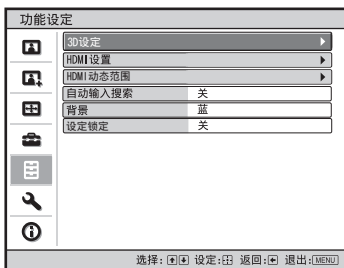 功能设定
3D设定
HDMI设置
HDMI动态范围
自动输入搜索 关
背景 蓝
设定锁定 关
选择: 设定: 返回: 退出:MENU